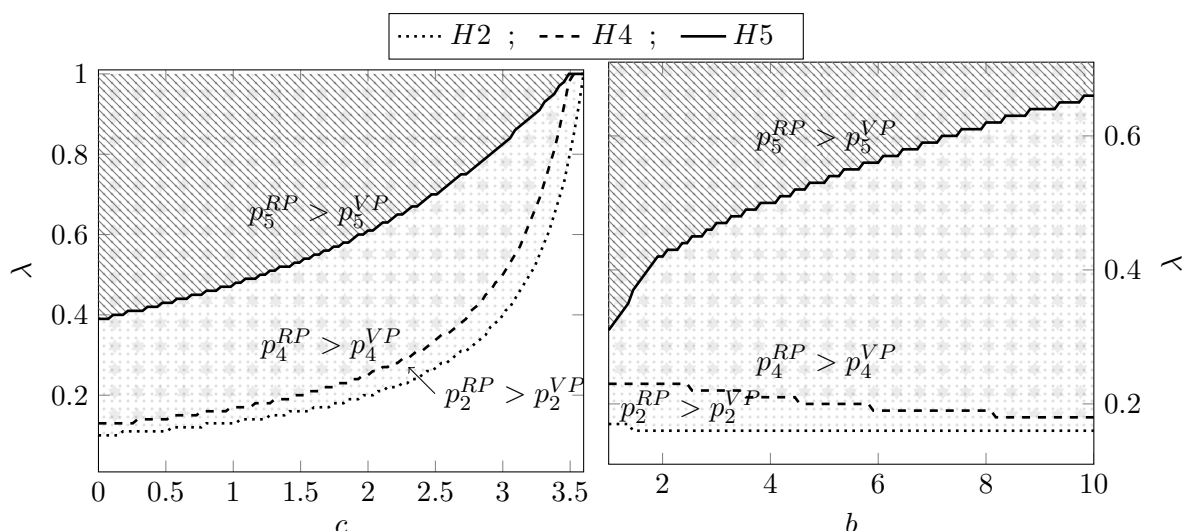 H2 ; H4 ; H5
1
0.8
0.6
0.4
0.2
λ
p_5^{RP} > p_5^{VP}
p_4^{RP} > p_4^{VP}
p_2^{RP} > p_2^{VP}
0 0.5 1 1.5 2 2.5 3 3.5
c
p_5^{RP} > p_5^{VP}
p_4^{RP} > p_4^{VP}
p_2^{RP} > p_2^{VP}
0.6
0.4
0.2
λ
2 4 6 8 10
b